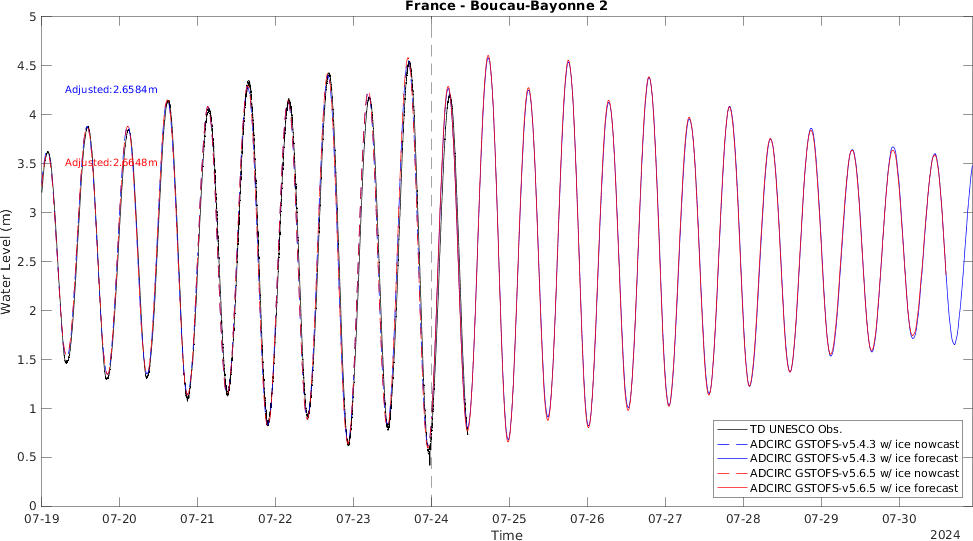 France - Boucau-Bayonne 2
5
4.5
4
3.5
3
2.5
2
1.5
1
0.5
0
Water Level (m)
Adjusted:2.6584m
Adjusted:2.6648m
TD UNESCO Obs.
ADCIRC GSTOFS-v5.4.3 w/ ice nowcast
ADCIRC GSTOFS-v5.4.3 w/ ice forecast
ADCIRC GSTOFS-v5.6.5 w/ ice nowcast
ADCIRC GSTOFS-v5.6.5 w/ ice forecast
07-19 07-20 07-21 07-22 07-23 07-24 07-25 07-26 07-27 07-28 07-29 07-30
Time
2024